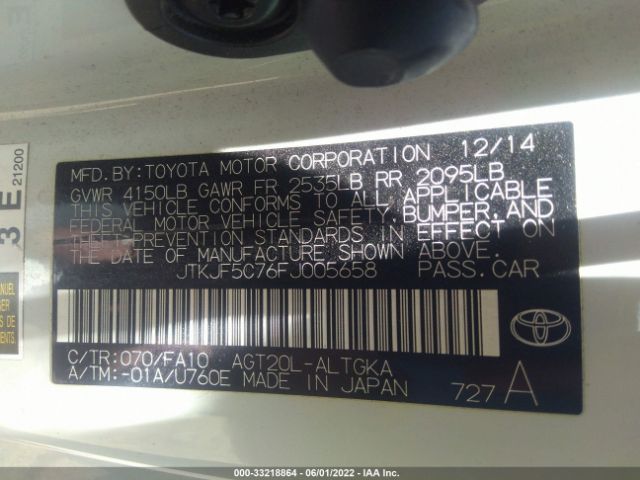 MFD. BY: TOYOTA MOTOR CORPORATION 12/14
GVWR 4150LB GAWR FR 2535LB RR 2095LB
THIS VEHICLE CONFORMS TO ALL APPLICABLE
FEDERAL MOTOR VEHICLE SAFETY, BUMPER, AND
THEFT PREVENTION STANDARDS IN EFFECT ON
THE DATE OF MANUFACTURE SHOWN ABOVE.
JTKJF5C76FJ005658 PASS. CAR
C/TR: 070/FA10 AGT20L-ALTGKA
A/TM: -01A/U760E MADE IN JAPAN
727 A
3 E 21200
000-33218864 - 06/01/2022 - IAA Inc.